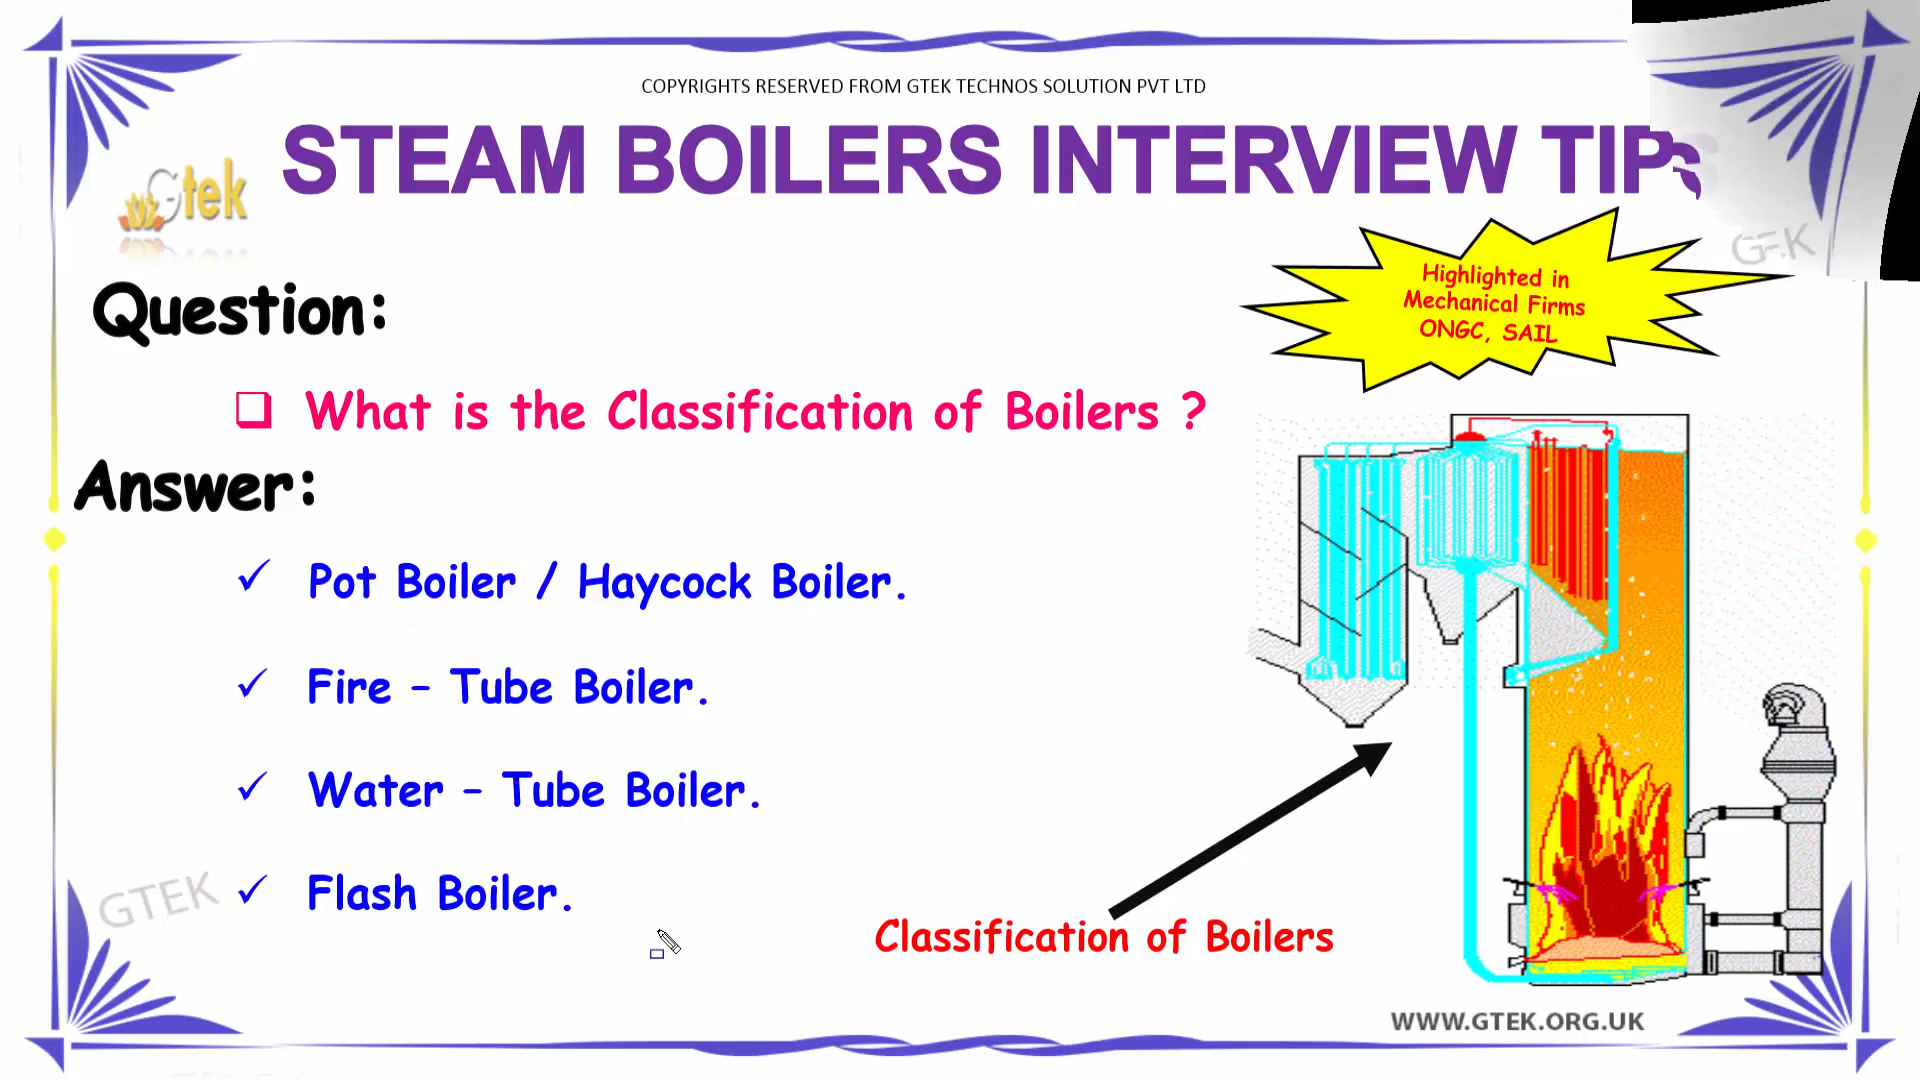 COPYRIGHTS RESERVED FROM GTEK TECHNOS SOLUTION PVT LTD
STEAM BOILERS INTERVIEW TIPS
Gtek
Highlighted in
Mechanical Firms
ONGC, SAIL
Question:
What is the Classification of Boilers ?
Answer:
Pot Boiler / Haycock Boiler.
Fire – Tube Boiler.
Water – Tube Boiler.
Flash Boiler.
GTEK
Classification of Boilers
WWW.GTEK.ORG.UK